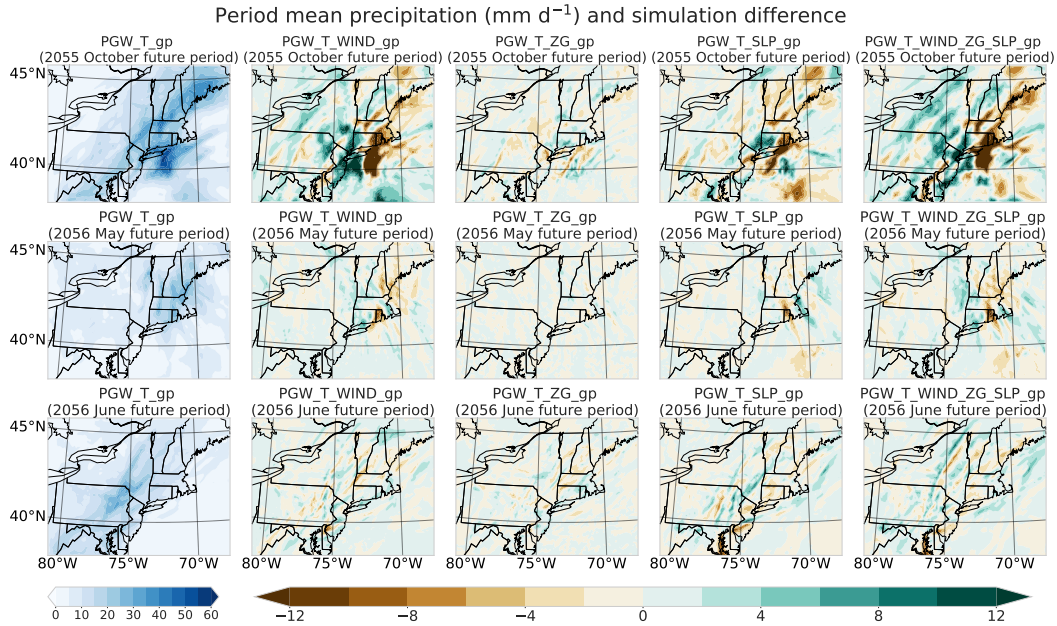 Period mean precipitation (mm d⁻¹) and simulation difference
PGW_T_gp
(2055 October future period)
PGW_T_WIND_gp
(2055 October future period)
PGW_T_ZG_gp
(2055 October future period)
PGW_T_SLP_gp
(2055 October future period)
PGW_T_WIND_ZG_SLP_gp
(2055 October future period)
45°N
40°N
PGW_T_gp
(2056 May future period)
PGW_T_WIND_gp
(2056 May future period)
PGW_T_ZG_gp
(2056 May future period)
PGW_T_SLP_gp
(2056 May future period)
PGW_T_WIND_ZG_SLP_gp
(2056 May future period)
45°N
40°N
PGW_T_gp
(2056 June future period)
PGW_T_WIND_gp
(2056 June future period)
PGW_T_ZG_gp
(2056 June future period)
PGW_T_SLP_gp
(2056 June future period)
PGW_T_WIND_ZG_SLP_gp
(2056 June future period)
45°N
40°N
80°W 75°W 70°W
80°W 75°W 70°W
80°W 75°W 70°W
80°W 75°W 70°W
80°W 75°W 70°W
0 5 10 20 30 40 50 60
−12 −8 −4 0 4 8 12